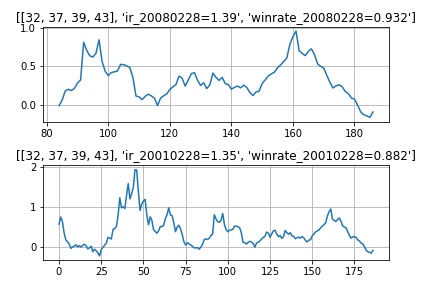 [[32, 37, 39, 43], 'ir_20080228=1.39', 'winrate_20080228=0.932']
1.0
0.5
0.0
80 100 120 140 160 180
[[32, 37, 39, 43], 'ir_20010228=1.35', 'winrate_20010228=0.882']
2
1
0
0 25 50 75 100 125 150 175